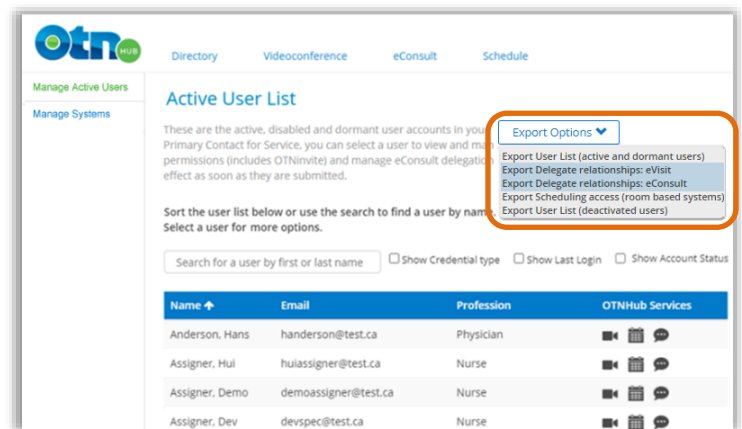 otn HUB
Directory Videoconference eConsult Schedule
Manage Active Users
Manage Systems
Active User List
These are the active, disabled and dormant user accounts in you
Primary Contact for Service, you can select a user to view and man
permissions (includes OTNinvite) and manage eConsult delegation
effect as soon as they are submitted.
Export Options
Export User List (active and dormant users)
Export Delegate relationships: eVisit
Export Delegate relationships: eConsult
Export Scheduling access (room based systems)
Export User List (deactivated users)
Sort the user list below or use the search to find a user by name.
Select a user for more options.
Search for a user by first or last name Show Credential type Show Last Login Show Account Status
Name Email Profession OTNHub Services
Anderson, Hans handerson@test.ca Physician
Assigner, Hui huiassigner@test.ca Nurse
Assigner, Demo demoassigner@test.ca Nurse
Assigner, Dev devspec@test.ca Nurse